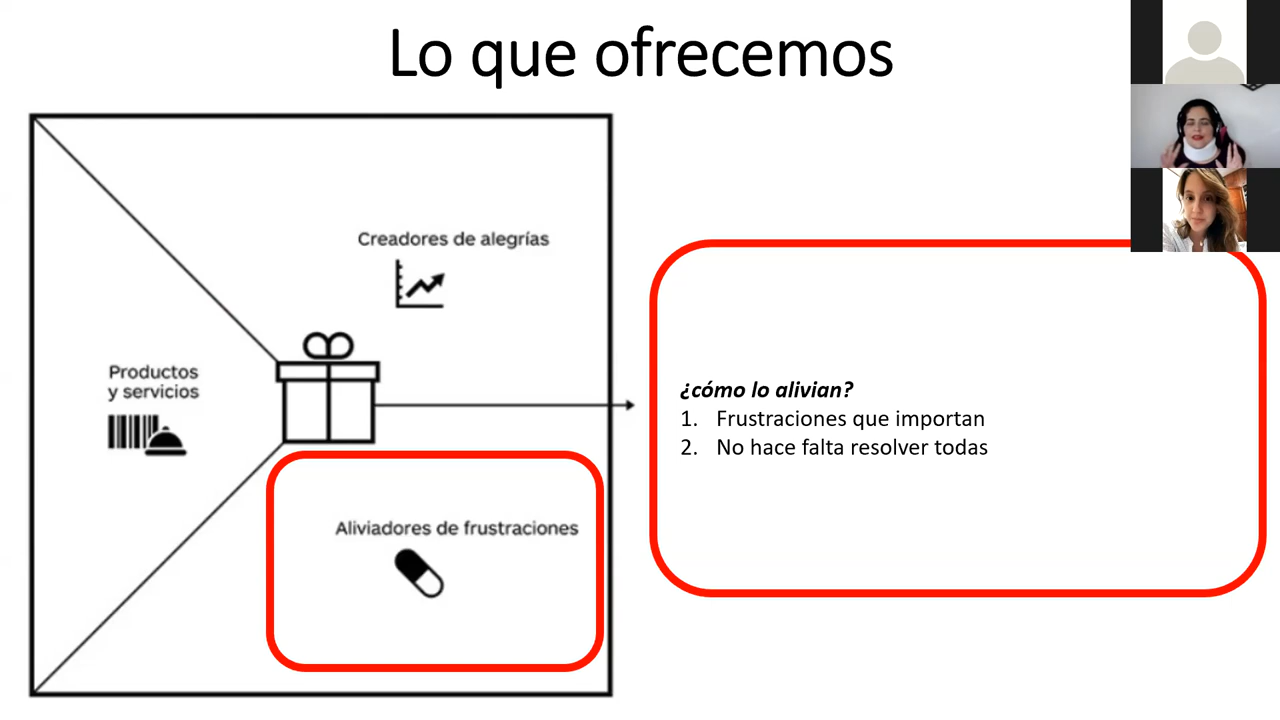 Lo que ofrecemos
Creadores de alegrías
Productos
y servicios
Aliviadores de frustraciones
¿cómo lo alivian?
1. Frustraciones que importan
2. No hace falta resolver todas